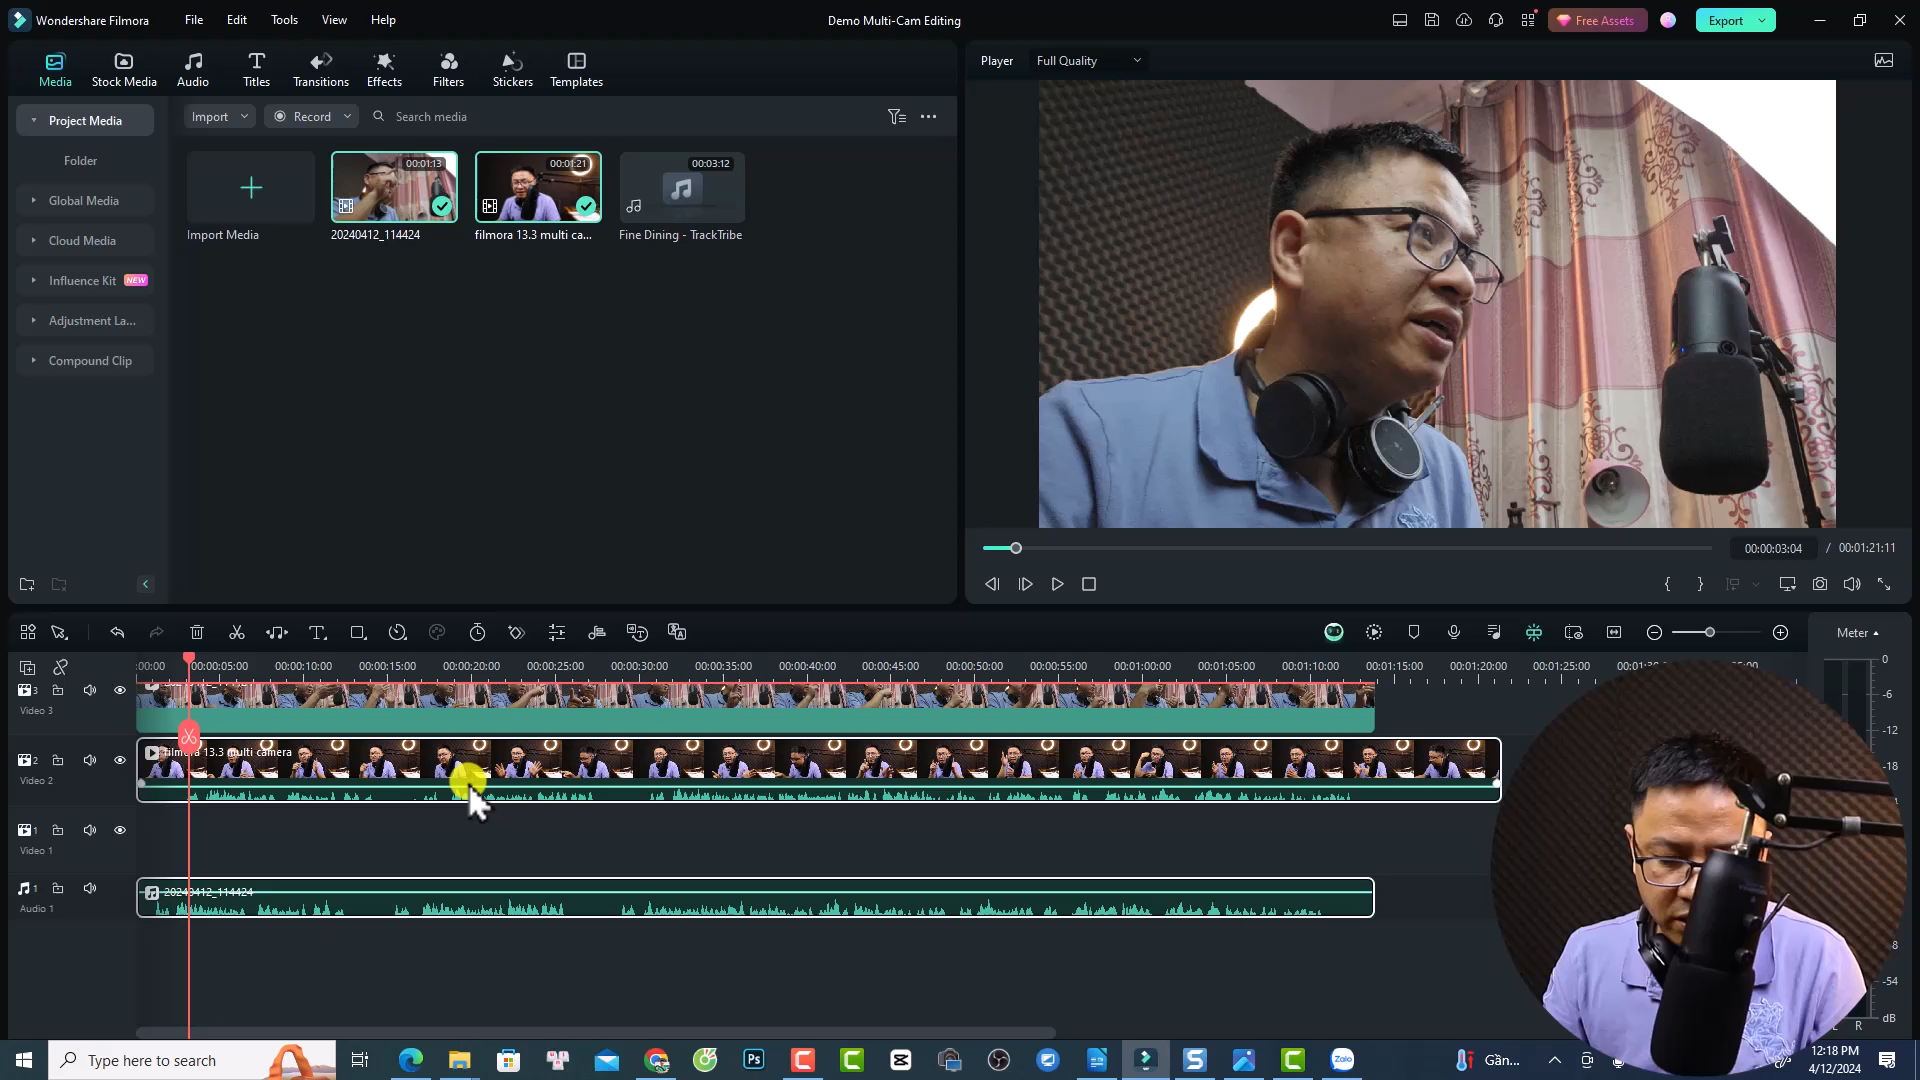 Wondershare Filmora
File
Edit
Tools
View
Help
Demo Multi-Cam Editing
Free Assets
Export
Media
Stock Media
Audio
Titles
Transitions
Effects
Filters
Stickers
Templates
Player
Full Quality
Project Media
Folder
Global Media
Cloud Media
Influence Kit NEW
Adjustment La...
Compound Clip
Import
Record
Search media
Import Media
00:01:13
20240412_114424
00:01:21
filmora 13.3 multi ca...
00:03:12
Fine Dining - TrackTribe
00:00:03:04 / 00:01:21:11
Meter
:00:00
00:00:05:00
00:00:10:00
00:00:15:00
00:00:20:00
00:00:25:00
00:00:30:00
00:00:35:00
00:00:40:00
00:00:45:00
00:00:50:00
00:00:55:00
00:01:00:00
00:01:05:00
00:01:10:00
00:01:15:00
00:01:20:00
00:01:25:00
3
Video 3
2
Video 2
filmora 13.3 multi camera
1
Video 1
1
Audio 1
20240412_114424
0
-6
-12
-18
-54
dB
R
Type here to search
Ps
Zalo
Gần...
12:18 PM
4/12/2024